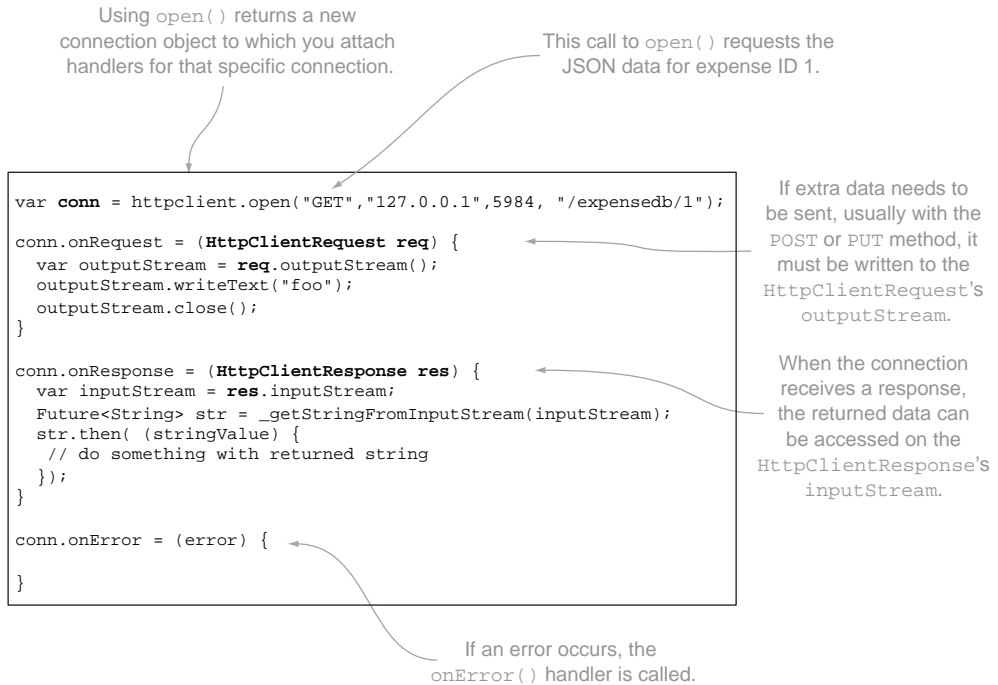 Using open() returns a new
connection object to which you attach
handlers for that specific connection.
This call to open() requests the
JSON data for expense ID 1.
var conn = httpclient.open("GET","127.0.0.1",5984, "/expensedb/1");
conn.onRequest = (HttpClientRequest req) {
  var outputStream = req.outputStream();
  outputStream.writeText("foo");
  outputStream.close();
}
If extra data needs to
be sent, usually with the
POST or PUT method, it
must be written to the
HttpClientRequest's
outputStream.
conn.onResponse = (HttpClientResponse res) {
  var inputStream = res.inputStream;
  Future<String> str = _getStringFromInputStream(inputStream);
  str.then( (stringValue) {
   // do something with returned string
  });
}
When the connection
receives a response,
the returned data can
be accessed on the
HttpClientResponse's
inputStream.
conn.onError = (error) {
}
If an error occurs, the
onError() handler is called.